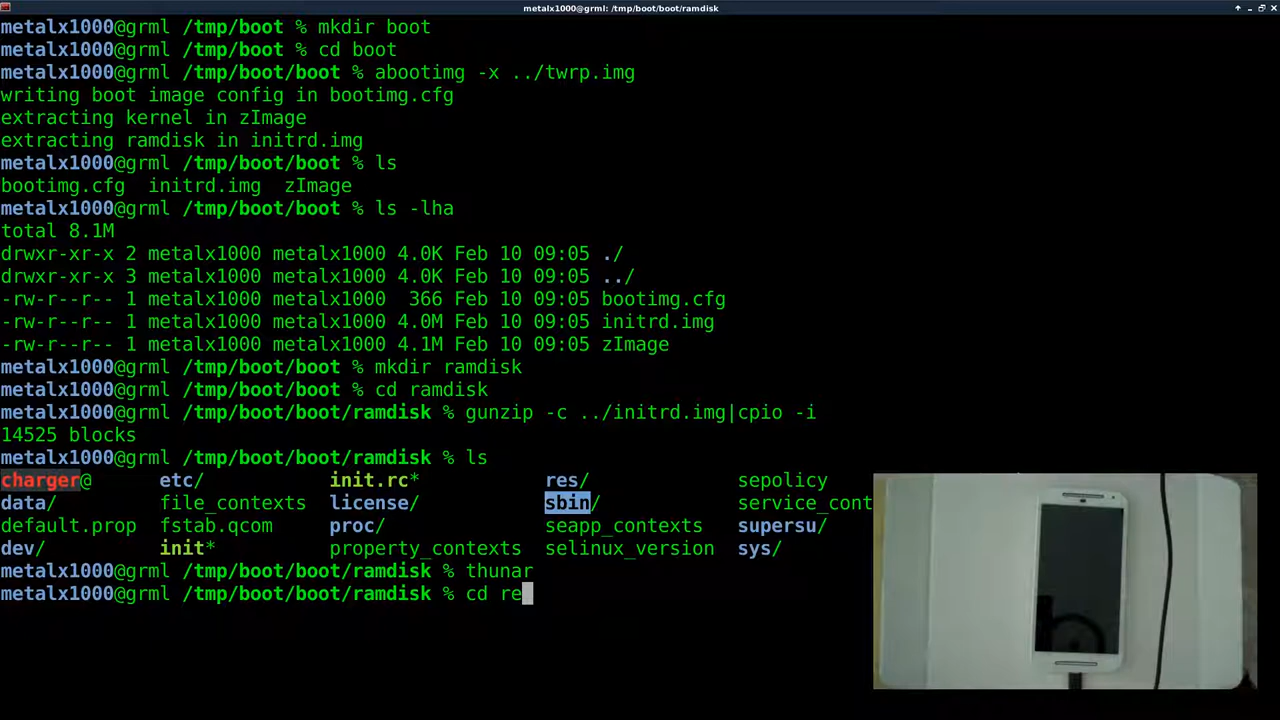 metalx1000@grml: /tmp/boot/boot/ramdisk
metalx1000@grml /tmp/boot % mkdir boot
metalx1000@grml /tmp/boot % cd boot
metalx1000@grml /tmp/boot/boot % abootimg -x ../twrp.img
writing boot image config in bootimg.cfg
extracting kernel in zImage
extracting ramdisk in initrd.img
metalx1000@grml /tmp/boot/boot % ls
bootimg.cfg  initrd.img  zImage
metalx1000@grml /tmp/boot/boot % ls -lha
total 8.1M
drwxr-xr-x 2 metalx1000 metalx1000 4.0K Feb 10 09:05 ./
drwxr-xr-x 3 metalx1000 metalx1000 4.0K Feb 10 09:05 ../
-rw-r--r-- 1 metalx1000 metalx1000  366 Feb 10 09:05 bootimg.cfg
-rw-r--r-- 1 metalx1000 metalx1000 4.0M Feb 10 09:05 initrd.img
-rw-r--r-- 1 metalx1000 metalx1000 4.1M Feb 10 09:05 zImage
metalx1000@grml /tmp/boot/boot % mkdir ramdisk
metalx1000@grml /tmp/boot/boot % cd ramdisk
metalx1000@grml /tmp/boot/boot/ramdisk % gunzip -c ../initrd.img|cpio -i
14525 blocks
metalx1000@grml /tmp/boot/boot/ramdisk % ls
charger@      etc/           init.rc*           res/             sepolicy
data/         file_contexts  license/           sbin/            service_cont
default.prop  fstab.qcom     proc/              seapp_contexts   supersu/
dev/          init*          property_contexts  selinux_version  sys/
metalx1000@grml /tmp/boot/boot/ramdisk % thunar
metalx1000@grml /tmp/boot/boot/ramdisk % cd re